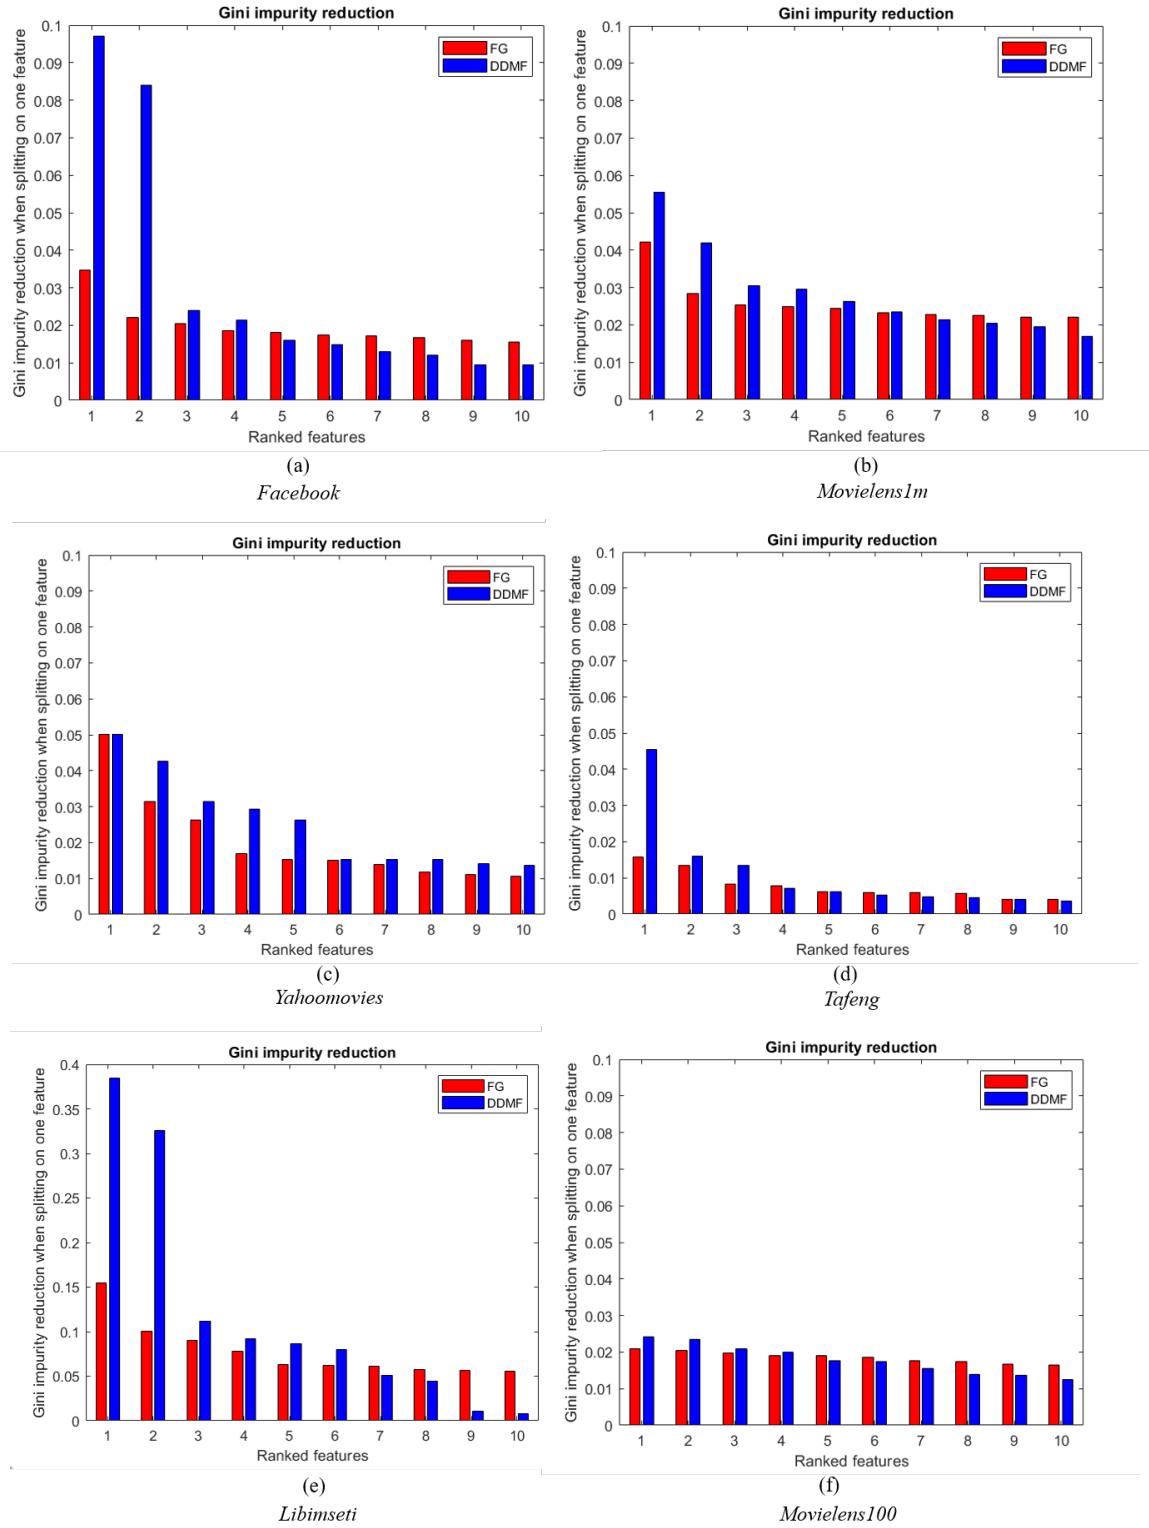 Gini impurity reduction
Gini impurity reduction when splitting on one feature
0.1
0.09
0.08
0.07
0.06
0.05
0.04
0.03
0.02
0.01
0
FG
DDMF
1 2 3 4 5 6 7 8 9 10
Ranked features
(a)
Facebook
Gini impurity reduction
Gini impurity reduction when splitting on one feature
0.1
0.09
0.08
0.07
0.06
0.05
0.04
0.03
0.02
0.01
0
FG
DDMF
1 2 3 4 5 6 7 8 9 10
Ranked features
(b)
Movielens1m
Gini impurity reduction
Gini impurity reduction when splitting on one feature
0.1
0.09
0.08
0.07
0.06
0.05
0.04
0.03
0.02
0.01
0
FG
DDMF
1 2 3 4 5 6 7 8 9 10
Ranked features
(c)
Yahoomovies
Gini impurity reduction
Gini impurity reduction when splitting on one feature
0.1
0.09
0.08
0.07
0.06
0.05
0.04
0.03
0.02
0.01
0
FG
DDMF
1 2 3 4 5 6 7 8 9 10
Ranked features
(d)
Tafeng
Gini impurity reduction
Gini impurity reduction when splitting on one feature
0.4
0.35
0.3
0.25
0.2
0.15
0.1
0.05
0
FG
DDMF
1 2 3 4 5 6 7 8 9 10
Ranked features
(e)
Libimseti
Gini impurity reduction
Gini impurity reduction when splitting on one feature
0.1
0.09
0.08
0.07
0.06
0.05
0.04
0.03
0.02
0.01
0
FG
DDMF
1 2 3 4 5 6 7 8 9 10
Ranked features
(f)
Movielens100